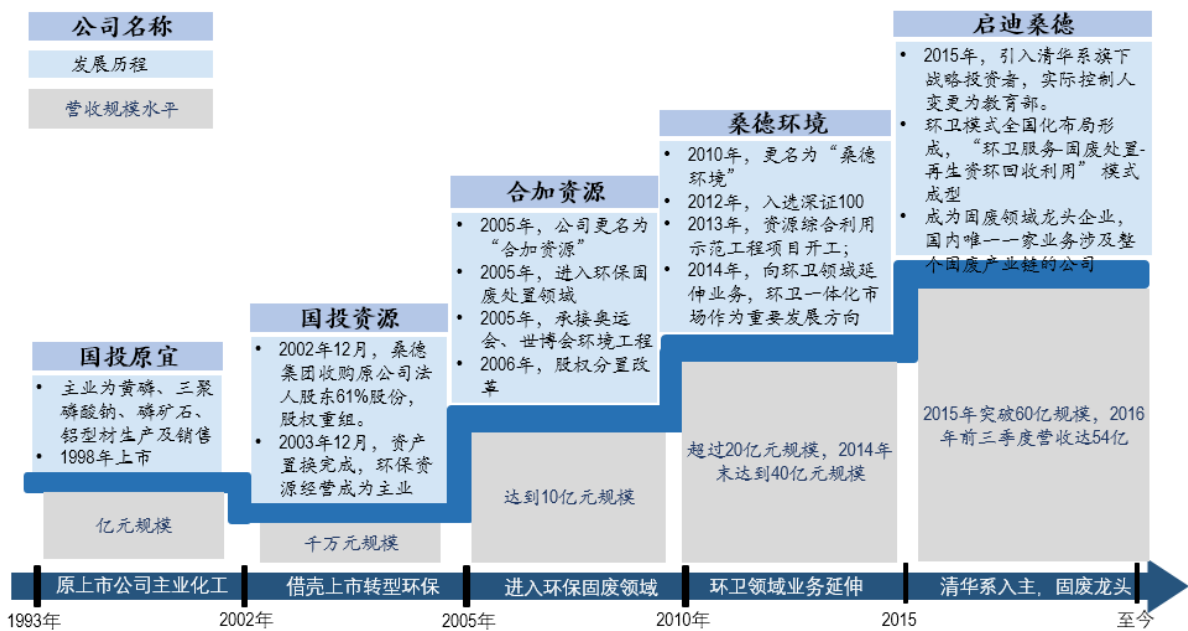 公司名称
发展历程
营收规模水平
国投原宜
• 主业为黄磷、三聚
磷酸钠、磷矿石、
铝型材生产及销售
• 1998年上市
亿元规模
国投资源
• 2002年12月，桑德
集团收购原公司法
人股东61%股份，
股权重组。
• 2003年12月，资产
置换完成，环保资
源经营成为主业
千万元规模
合加资源
• 2005年，公司更名为
“合加资源”
• 2005年，进入环保固
废处置领域
• 2005年，承接奥运
会、世博会环境工程
• 2006年，股权分置改
革
达到10亿元规模
桑德环境
• 2010年，更名为“桑德
环境”
• 2012年，入选深证100
• 2013年，资源综合利用
示范工程项目开工；
• 2014年，向环卫领域延
伸业务，环卫一体化市
场作为重要发展方向
超过20亿元规模，2014年
末达到40亿元规模
启迪桑德
• 2015年，引入清华系旗下
战略投资者，实际控制人
变更为教育部。
• 环卫模式全国化布局形
成，“环卫服务-固废处置-
再生资环回收利用” 模式
成型
• 成为固废领域龙头企业，
国内唯一一家业务涉及整
个固废产业链的公司
2015年突破60亿规模，2016
年前三季度营收达54亿
原上市公司主业化工
借壳上市转型环保
进入环保固废领域
环卫领域业务延伸
清华系入主，固废龙头
1993年
2002年
2005年
2010年
2015
至今